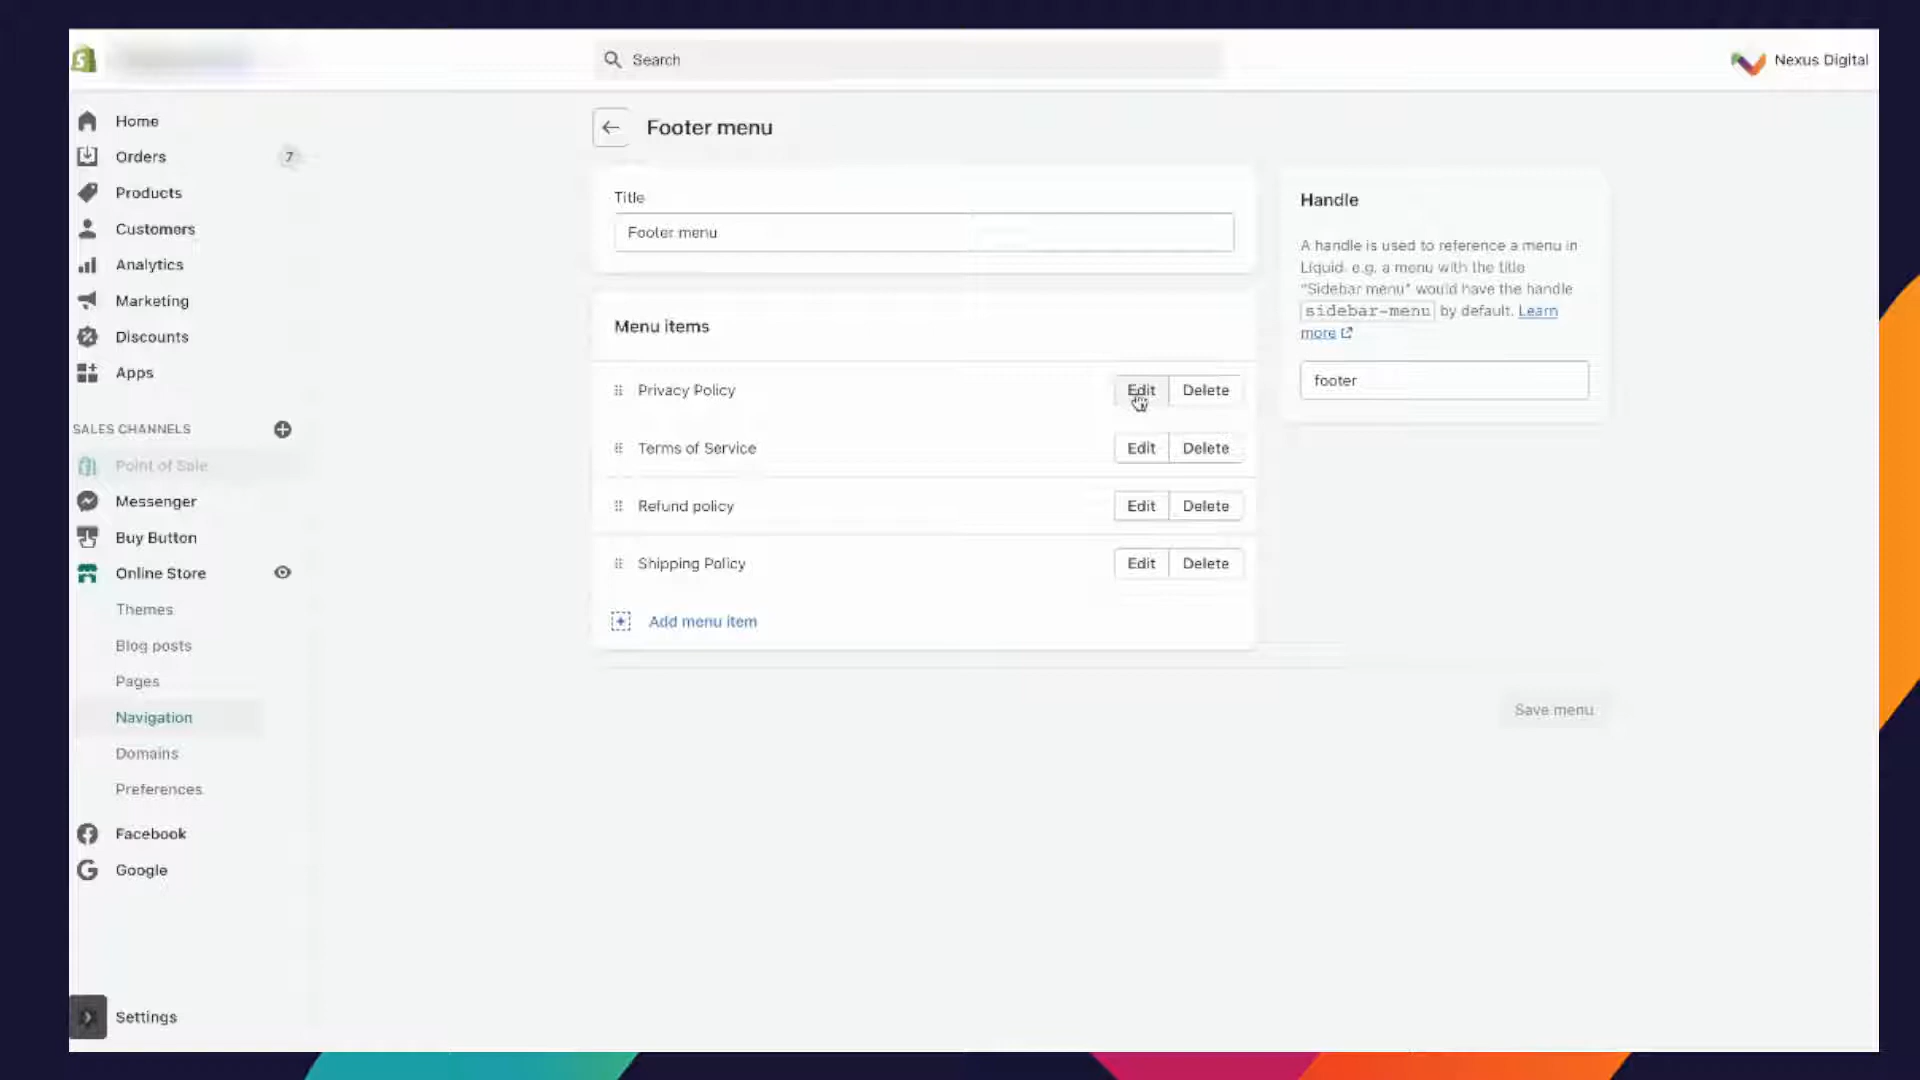 Search
Nexus Digital
Home
Orders
7
Products
Customers
Analytics
Marketing
Discounts
Apps
SALES CHANNELS
Point of Sale
Messenger
Buy Button
Online Store
Themes
Blog posts
Pages
Navigation
Domains
Preferences
Facebook
Google
Settings
Footer menu
Title
Footer menu
Menu items
Privacy Policy
Edit
Delete
Terms of Service
Edit
Delete
Refund policy
Edit
Delete
Shipping Policy
Edit
Delete
Add menu item
Handle
A handle is used to reference a menu in
Liquid. e.g. a menu with the title
"Sidebar menu" would have the handle
sidebar-menu by default. Learn
more
footer
Save menu